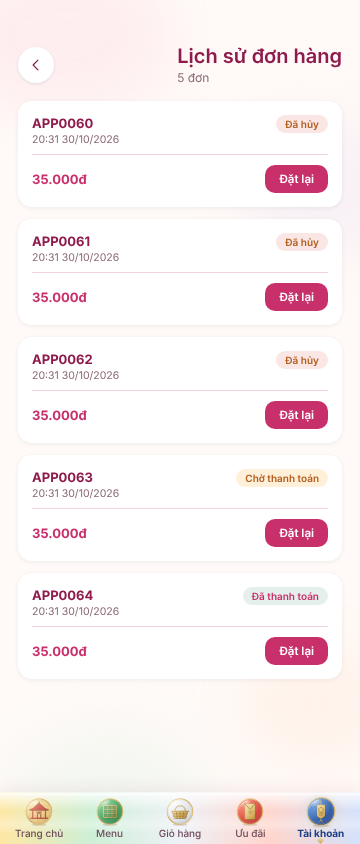 Lịch sử đơn hàng
5 đơn
APP0060
Đã hủy
20:31 30/10/2026
35.000đ
Đặt lại
APP0061
Đã hủy
20:31 30/10/2026
35.000đ
Đặt lại
APP0062
Đã hủy
20:31 30/10/2026
35.000đ
Đặt lại
APP0063
Chờ thanh toán
20:31 30/10/2026
35.000đ
Đặt lại
APP0064
Đã thanh toán
20:31 30/10/2026
35.000đ
Đặt lại
Trang chủ
Menu
Giỏ hàng
Ưu đãi
Tài khoản